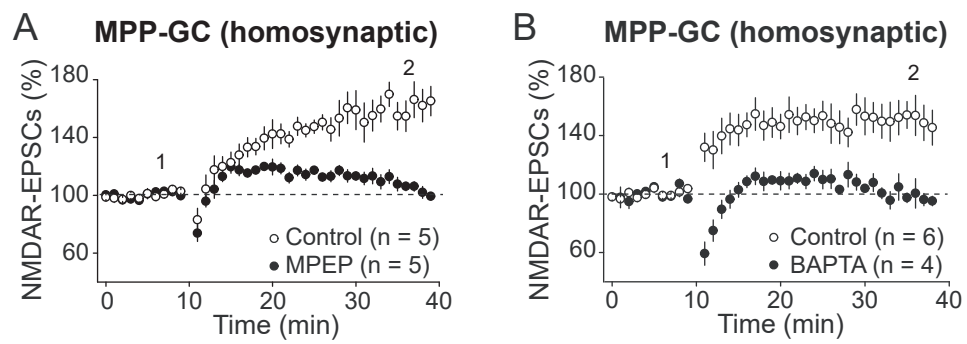 A
MPP-GC (homosynaptic)
NMDAR-EPSCs (%)
180
140
100
60
1
2
Control (n = 5)
MPEP (n = 5)
0
10
20
30
40
Time (min)
B
MPP-GC (homosynaptic)
NMDAR-EPSCs (%)
180
140
100
60
1
2
Control (n = 6)
BAPTA (n = 4)
0
10
20
30
40
Time (min)